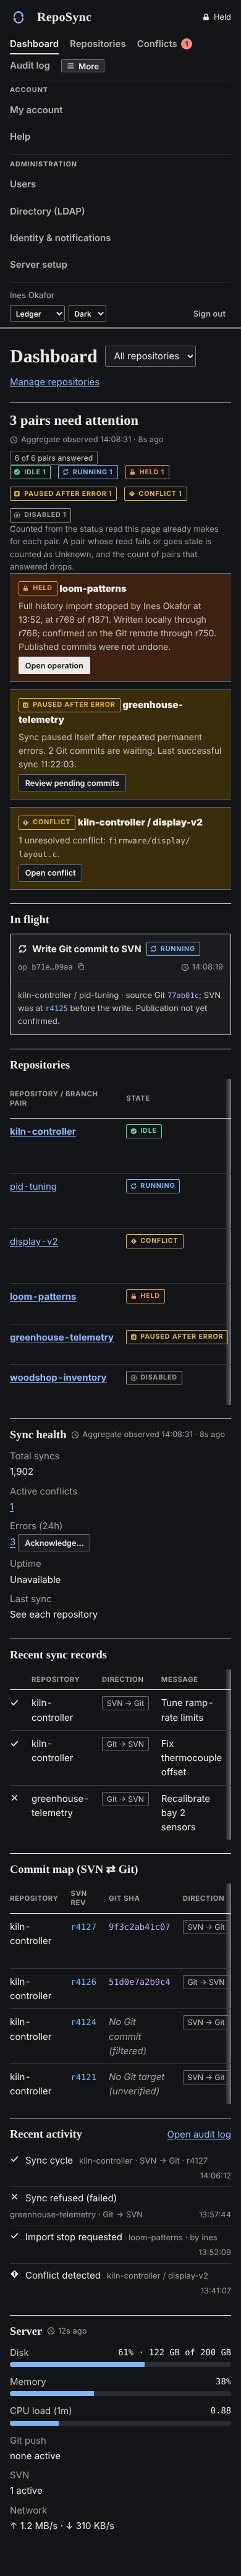 RepoSync
Held
Dashboard Repositories Conflicts 1
Audit log More
ACCOUNT
My account
Help
ADMINISTRATION
Users
Directory (LDAP)
Identity & notifications
Server setup
Ines Okafor
Ledger Dark Sign out
Dashboard All repositories
Manage repositories
3 pairs need attention
Aggregate observed 14:08:31 · 8s ago
6 of 6 pairs answered
IDLE 1 RUNNING 1 HELD 1
PAUSED AFTER ERROR 1 CONFLICT 1
DISABLED 1
Counted from the status read this page already makes
for each pair. A pair whose read fails or goes stale is
counted as Unknown, and the count of pairs that
answered drops.
HELD loom-patterns
Full history import stopped by Ines Okafor at
13:52, at r768 of r1871. Written locally through
r768; confirmed on the Git remote through r750.
Published commits were not undone.
Open operation
PAUSED AFTER ERROR greenhouse-
telemetry
Sync paused itself after repeated permanent
errors. 2 Git commits are waiting. Last successful
sync 11:22:03.
Review pending commits
CONFLICT kiln-controller / display-v2
1 unresolved conflict: firmware/display/
layout.c.
Open conflict
In flight
Write Git commit to SVN RUNNING
op b71e…09aa 14:08:19
kiln-controller / pid-tuning · source Git 77ab01c; SVN
was at r4125 before the write. Publication not yet
confirmed.
Repositories
REPOSITORY / BRANCH
PAIR
STATE
kiln-controller IDLE
pid-tuning RUNNING
display-v2 CONFLICT
loom-patterns HELD
greenhouse-telemetry PAUSED AFTER ERROR
woodshop-inventory DISABLED
Sync health Aggregate observed 14:08:31 · 8s ago
Total syncs
1,902
Active conflicts
1
Errors (24h)
3 Acknowledge…
Uptime
Unavailable
Last sync
See each repository
Recent sync records
REPOSITORY DIRECTION MESSAGE
kiln-
controller
SVN → Git
Tune ramp-
rate limits
kiln-
controller
Git → SVN
Fix
thermocouple
offset
greenhouse-
telemetry
Git → SVN
Recalibrate
bay 2
sensors
Commit map (SVN ⇄ Git)
REPOSITORY SVN
REV
GIT SHA DIRECTION
kiln-
controller
r4127 9f3c2ab41c07 SVN → Git
kiln-
controller
r4126 51d0e7a2b9c4 Git → SVN
kiln-
controller
r4124
No Git
commit
(filtered)
SVN → Git
kiln-
controller
r4121
No Git target
(unverified)
SVN → Git
Recent activity Open audit log
Sync cycle kiln-controller · SVN → Git · r4127
14:06:12
Sync refused (failed)
greenhouse-telemetry · Git → SVN 13:57:44
Import stop requested loom-patterns · by ines
13:52:09
Conflict detected kiln-controller / display-v2
13:41:07
Server 12s ago
Disk 61% · 122 GB of 200 GB
Memory 38%
CPU load (1m) 0.88
Git push
none active
SVN
1 active
Network
↑ 1.2 MB/s · ↓ 310 KB/s